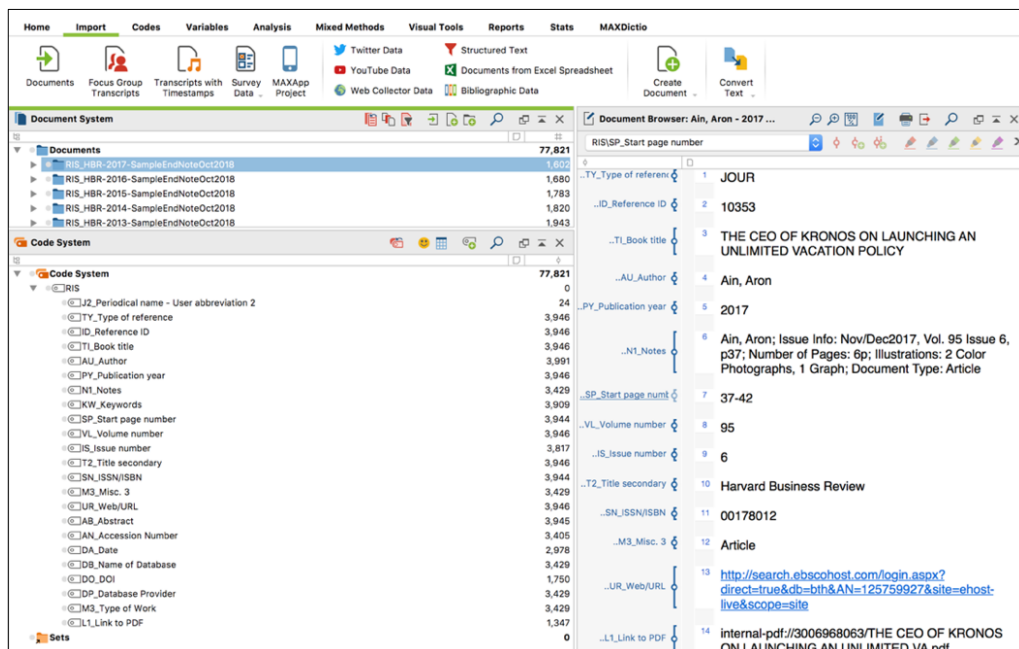 Home Import Codes Variables Analysis Mixed Methods Visual Tools Reports Stats MAXDictio
Documents
Focus Group
Transcripts
Transcripts with
Timestamps
Survey
Data
MAXApp
Project
Twitter Data
YouTube Data
Web Collector Data
Structured Text
Documents from Excel Spreadsheet
Bibliographic Data
Create
Document
Convert
Text
Document System
Documents 77,821
RIS_HBR-2017-SampleEndNoteOct2018 1,602
RIS_HBR-2016-SampleEndNoteOct2018 1,680
RIS_HBR-2015-SampleEndNoteOct2018 1,783
RIS_HBR-2014-SampleEndNoteOct2018 1,820
RIS_HBR-2013-SampleEndNoteOct2018 1,943
Code System
Code System 77,821
RIS 0
J2_Periodical name - User abbreviation 2 24
TY_Type of reference 3,946
ID_Reference ID 3,946
TI_Book title 3,946
AU_Author 3,991
PY_Publication year 3,946
N1_Notes 3,429
KW_Keywords 3,909
SP_Start page number 3,944
VL_Volume number 3,946
IS_Issue number 3,817
T2_Title secondary 3,946
SN_ISSN/ISBN 3,944
M3_Misc. 3 3,429
UR_Web/URL 3,946
AB_Abstract 3,945
AN_Accession Number 3,405
DA_Date 2,978
DB_Name of Database 3,429
DO_DOI 1,750
DP_Database Provider 3,429
M3_Type of Work 3,429
L1_Link to PDF 1,347
Sets 0
Document Browser: Ain, Aron - 2017 ...
RIS\SP_Start page number
..TY_Type of referenc 1 JOUR
..ID_Reference ID 2 10353
..TI_Book title 3 THE CEO OF KRONOS ON LAUNCHING AN
UNLIMITED VACATION POLICY
..AU_Author 4 Ain, Aron
..PY_Publication year 5 2017
..N1_Notes 6 Ain, Aron; Issue Info: Nov/Dec2017, Vol. 95 Issue 6,
p37; Number of Pages: 6p; Illustrations: 2 Color
Photographs, 1 Graph; Document Type: Article
..SP_Start page numb 7 37-42
..VL_Volume number 8 95
..IS_Issue number 9 6
..T2_Title secondary 10 Harvard Business Review
..SN_ISSN/ISBN 11 00178012
..M3_Misc. 3 12 Article
..UR_Web/URL 13 http://search.ebscohost.com/login.aspx?
direct=true&db=bth&AN=125759927&site=ehost-
live&scope=site
..L1_Link to PDF 14 internal-pdf://3006968063/THE CEO OF KRONOS
ON LAUNCHING AN UNLIMITED VA.pdf